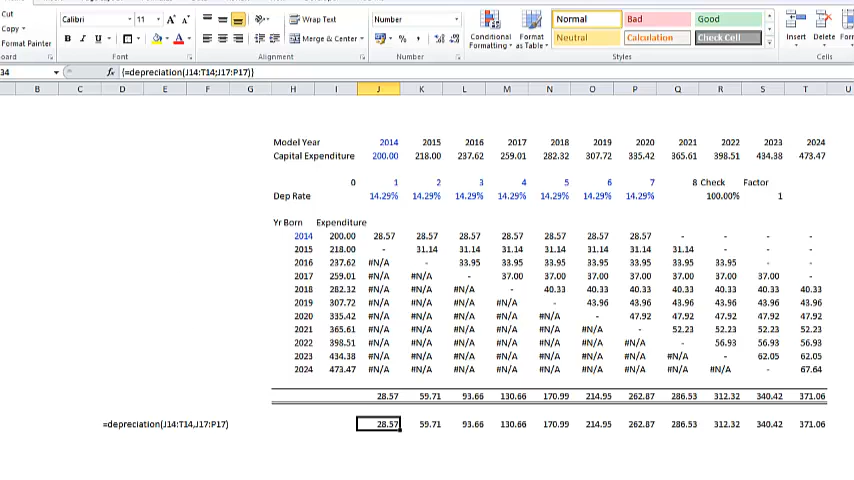 Cut
Copy
Format Painter
oard
Calibri 11 A A
B I U
Font
Wrap Text
Merge & Center
Alignment
Number
$ % ,
Number
Conditional Formatting
Format as Table
Normal Bad Good
Neutral Calculation Check Cell
Styles
Insert Delete For
Cells
34 fx {=depreciation(J14:T14,J17:P17)}
B C D E F G H I J K L M N O P Q R S T U
Model Year 2014 2015 2016 2017 2018 2019 2020 2021 2022 2023 2024
Capital Expenditure 200.00 218.00 237.62 259.01 282.32 307.72 335.42 365.61 398.51 434.38 473.47
0 1 2 3 4 5 6 7 8 Check Factor
Dep Rate 14.29% 14.29% 14.29% 14.29% 14.29% 14.29% 14.29% 100.00% 1
Yr Born Expenditure
2014 200.00 28.57 28.57 28.57 28.57 28.57 28.57 28.57 - - - -
2015 218.00 - 31.14 31.14 31.14 31.14 31.14 31.14 31.14 - - -
2016 237.62 #N/A - 33.95 33.95 33.95 33.95 33.95 33.95 33.95 - -
2017 259.01 #N/A #N/A - 37.00 37.00 37.00 37.00 37.00 37.00 37.00 -
2018 282.32 #N/A #N/A #N/A - 40.33 40.33 40.33 40.33 40.33 40.33 40.33
2019 307.72 #N/A #N/A #N/A #N/A - 43.96 43.96 43.96 43.96 43.96 43.96
2020 335.42 #N/A #N/A #N/A #N/A #N/A - 47.92 47.92 47.92 47.92 47.92
2021 365.61 #N/A #N/A #N/A #N/A #N/A #N/A - 52.23 52.23 52.23 52.23
2022 398.51 #N/A #N/A #N/A #N/A #N/A #N/A #N/A - 56.93 56.93 56.93
2023 434.38 #N/A #N/A #N/A #N/A #N/A #N/A #N/A #N/A - 62.05 62.05
2024 473.47 #N/A #N/A #N/A #N/A #N/A #N/A #N/A #N/A #N/A - 67.64
28.57 59.71 93.66 130.66 170.99 214.95 262.87 286.53 312.32 340.42 371.06
=depreciation(J14:T14,J17:P17) 28.57 59.71 93.66 130.66 170.99 214.95 262.87 286.53 312.32 340.42 371.06